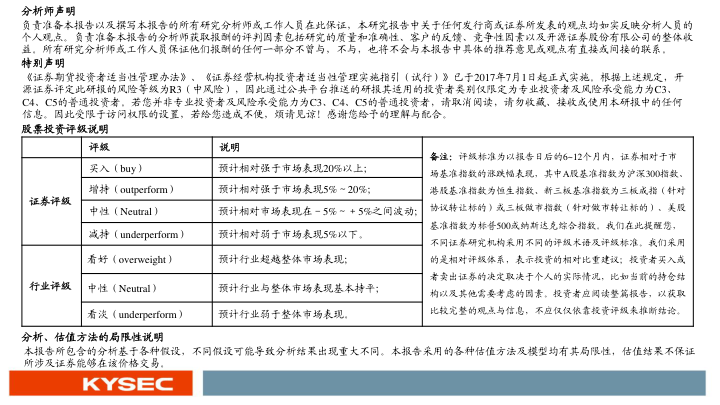 分析师声明
负责准备本报告以及撰写本报告的所有研究分析师或工作人员在此保证，本研究报告中关于任何发行商或证券所发表的观点均如实反映分析人员的
个人观点。负责准备本报告的分析师获取报酬的评判因素包括研究的质量和准确性、客户的反馈、竞争性因素以及开源证券股份有限公司的整体收
益。所有研究分析师或工作人员保证他们报酬的任何一部分不曾与，不与，也将不会与本报告中具体的推荐意见或观点有直接或间接的联系。
特别声明
《证券期货投资者适当性管理办法》、《证券经营机构投资者适当性管理实施指引（试行）》已于2017年7月1日起正式实施。根据上述规定，开
源证券评定此研报的风险等级为R3（中风险），因此通过公共平台推送的研报其适用的投资者类别仅限定为专业投资者及风险承受能力为C3、
C4、C5的普通投资者。若您并非专业投资者及风险承受能力为C3、C4、C5的普通投资者，请取消阅读，请勿收藏、接收或使用本研报中的任何
信息。因此受限于访问权限的设置，若给您造成不便，烦请见谅！感谢您给予的理解与配合。
股票投资评级说明
评级 说明
证券评级
买入（buy） 预计相对强于市场表现20%以上；
增持（outperform） 预计相对强于市场表现5%～20%；
中性（Neutral） 预计相对市场表现在－5%～＋5%之间波动；
减持（underperform） 预计相对弱于市场表现5%以下。
行业评级
看好（overweight） 预计行业超越整体市场表现；
中性（Neutral） 预计行业与整体市场表现基本持平；
看淡（underperform） 预计行业弱于整体市场表现。
备注：评级标准为以报告日后的6~12个月内，证券相对于市
场基准指数的涨跌幅表现，其中A股基准指数为沪深300指数、
港股基准指数为恒生指数、新三板基准指数为三板成指（针对
协议转让标的）或三板做市指数（针对做市转让标的）、美股
基准指数为标普500或纳斯达克综合指数。我们在此提醒您，
不同证券研究机构采用不同的评级术语及评级标准。我们采用
的是相对评级体系，表示投资的相对比重建议；投资者买入或
者卖出证券的决定取决于个人的实际情况，比如当前的持仓结
构以及其他需要考虑的因素。投资者应阅读整篇报告，以获取
比较完整的观点与信息，不应仅仅依靠投资评级来推断结论。
分析、估值方法的局限性说明
本报告所包含的分析基于各种假设，不同假设可能导致分析结果出现重大不同。本报告采用的各种估值方法及模型均有其局限性，估值结果不保证
所涉及证券能够在该价格交易。
KYSEC